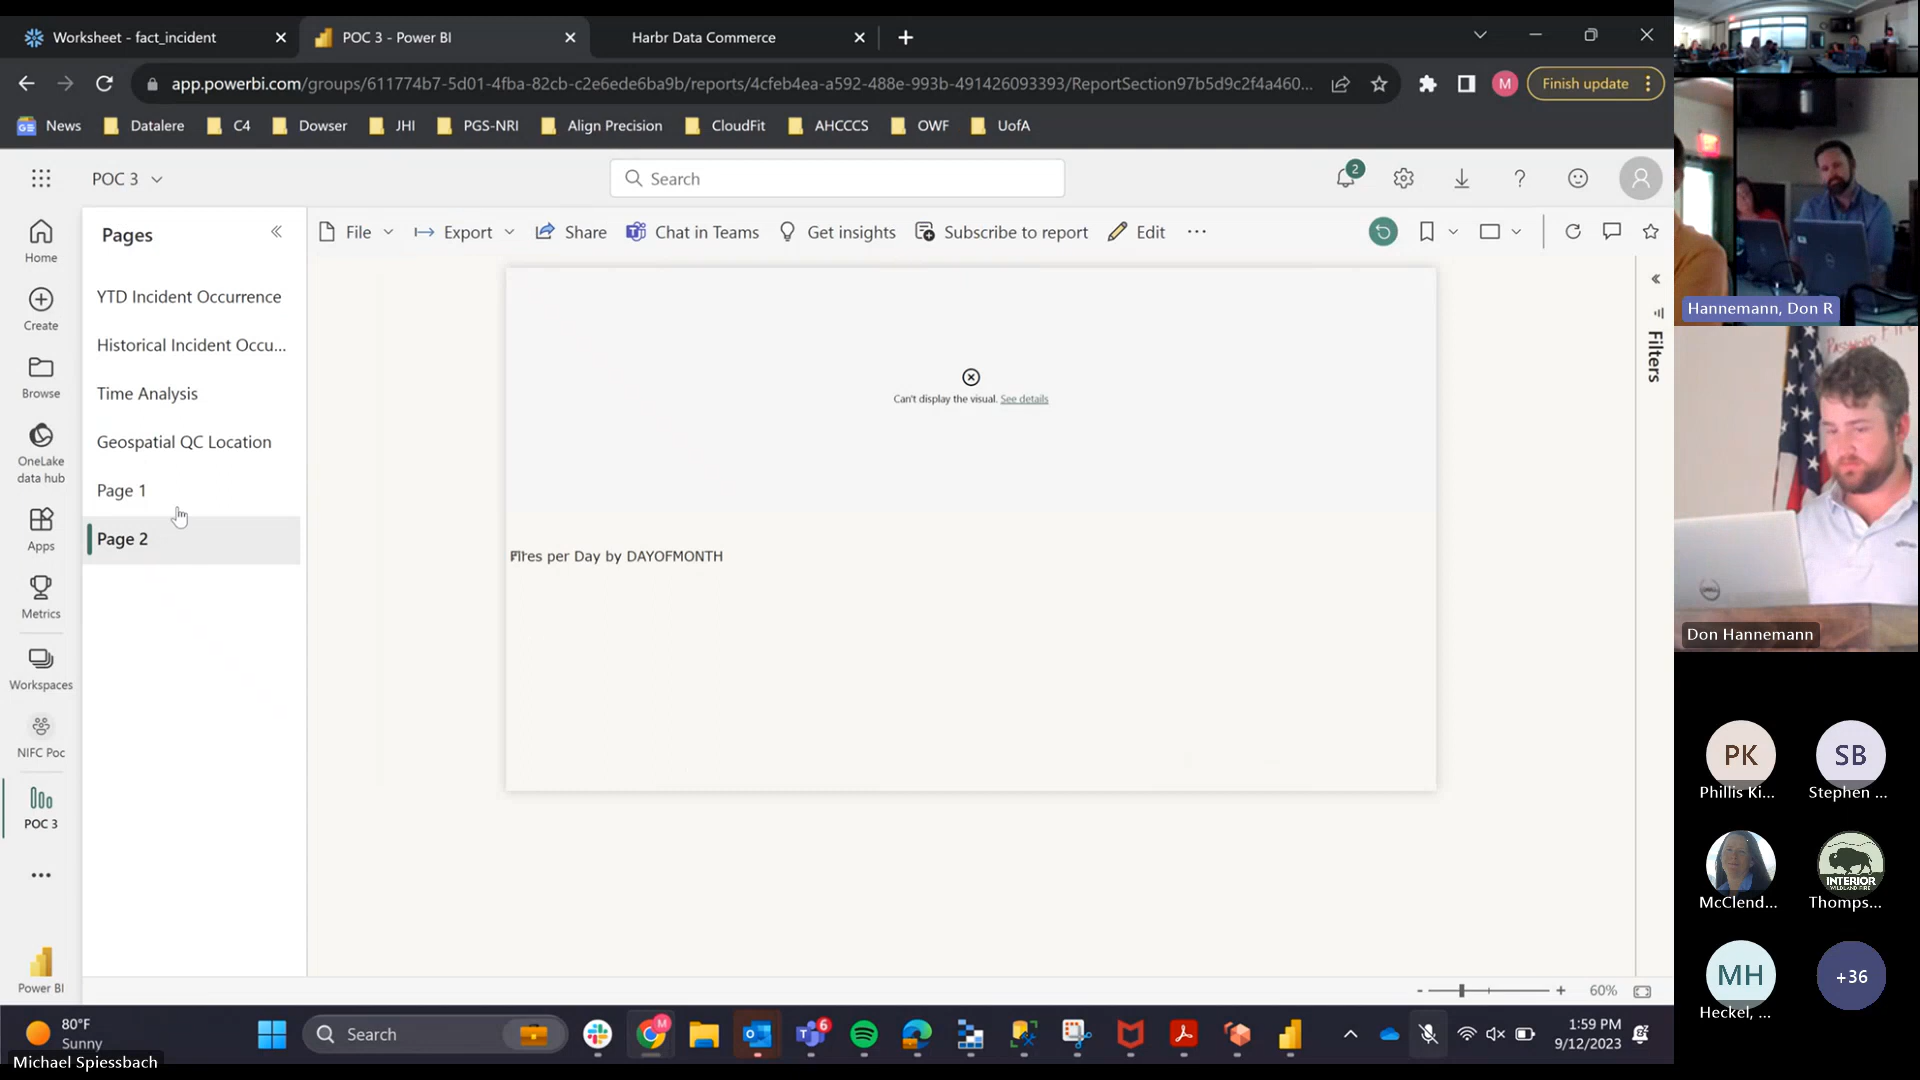 Worksheet - fact_incident
POC 3 - Power BI
Harbr Data Commerce
app.powerbi.com/groups/611774b7-5d01-4fba-82cb-c2e6ede6ba9b/reports/4cfeb4ea-a592-488e-993b-491426093393/ReportSection97b5d9c2f4a460...
M
Finish update
News
Datalere
C4
Dowser
JHI
PGS-NRI
Align Precision
CloudFit
AHCCCS
OWF
UofA
POC 3
Search
2
Pages
File
Export
Share
Chat in Teams
Get insights
Subscribe to report
Edit
Home
Create
Browse
OneLake
data hub
Apps
Metrics
Workspaces
NIFC Poc
POC 3
Power BI
YTD Incident Occurrence
Historical Incident Occu...
Time Analysis
Geospatial QC Location
Page 1
Page 2
Can't display the visual. See details
Fires per Day by DAYOFMONTH
Filters
60%
80°F
Sunny
Search
M
6
1:59 PM
9/12/2023
Michael Spiessbach
Hannemann, Don R
Don Hannemann
PK
Phillis Ki...
SB
Stephen ...
McClend...
INTERIOR
WILDLAND FIRE
Thomps...
MH
Heckel, ...
+36